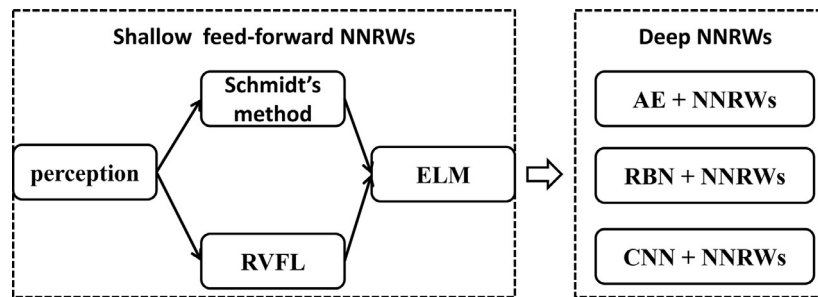 Shallow feed-forward NNRWs
Schmidt's
method
perception
ELM
RVFL
Deep NNRWs
AE + NNRWs
RBN + NNRWs
CNN + NNRWs